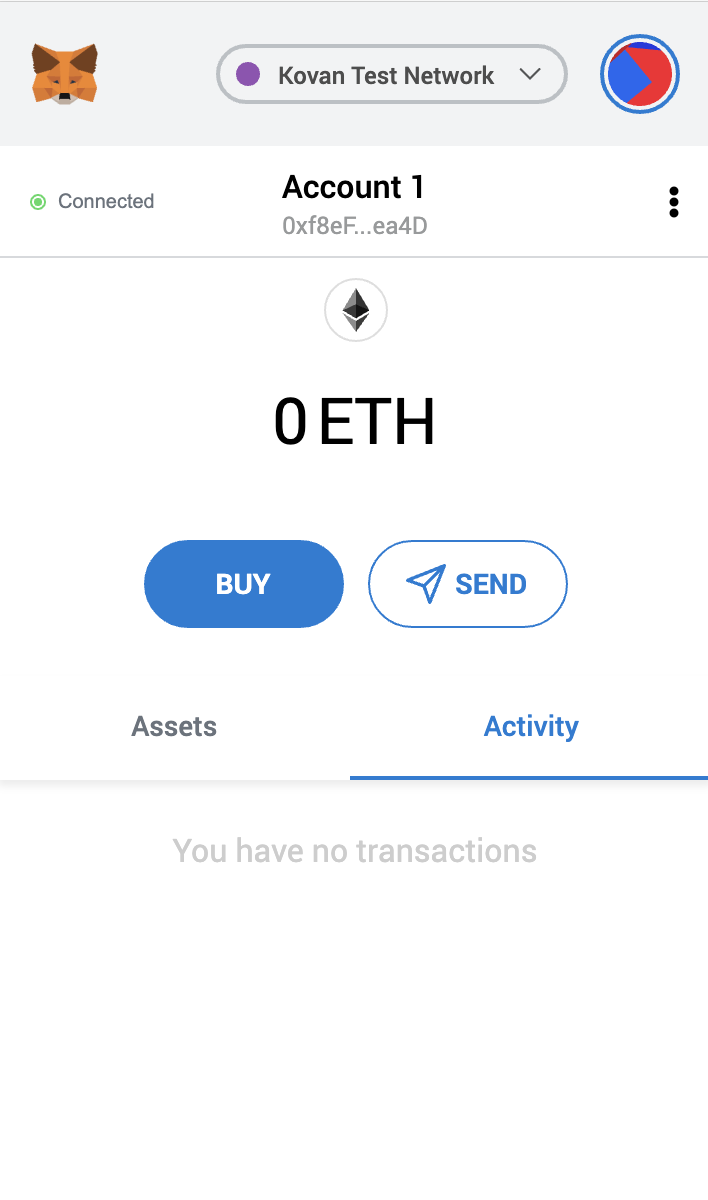 Kovan Test Network
Connected
Account 1
0xf8eF...ea4D
0 ETH
BUY
SEND
Assets
Activity
You have no transactions